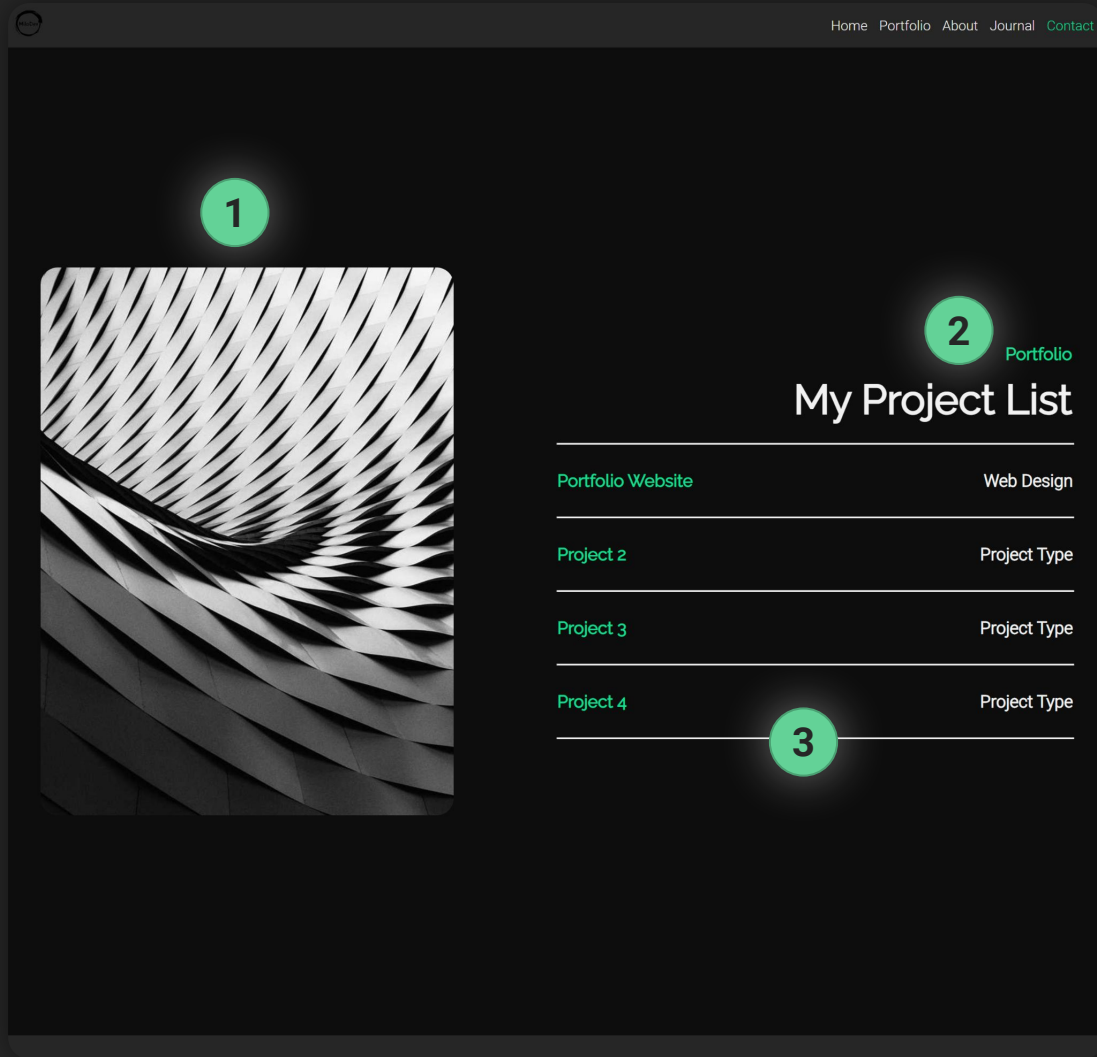 Home Portfolio About Journal Contact
1
2
Portfolio
My Project List
Portfolio Website Web Design
Project 2 Project Type
Project 3 Project Type
Project 4 Project Type
3